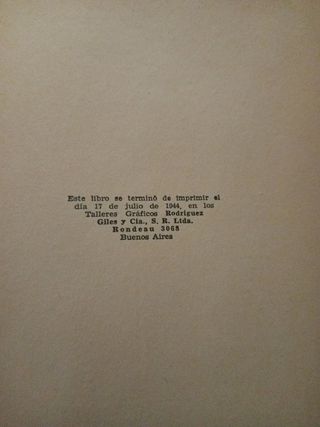 Este libro se terminó de imprimir el
día 17 de julio de 1944, en los
Talleres Gráficos Rodríguez
Giles y Cía., S. R. Ltda.
Rondeau 3068
Buenos Aires